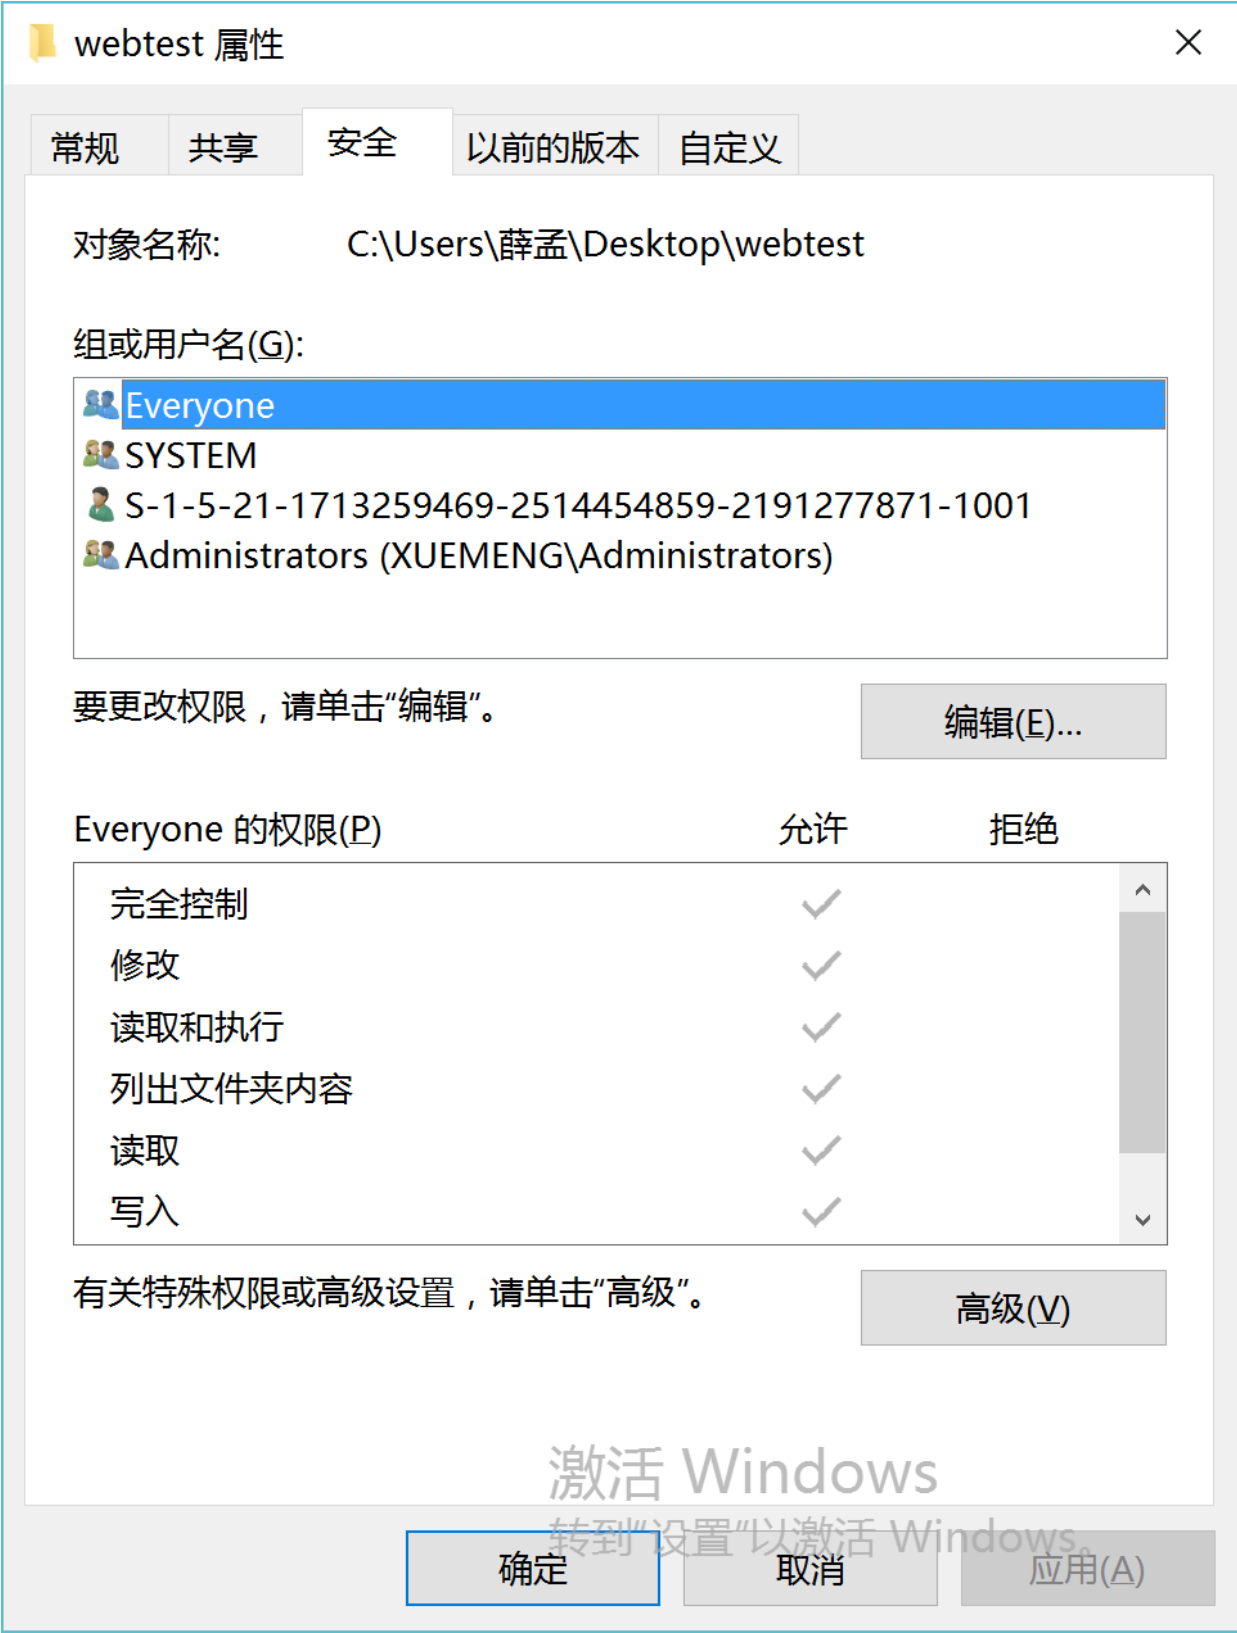 webtest 属性
常规 共享 安全 以前的版本 自定义
对象名称: C:\Users\薛孟\Desktop\webtest
组或用户名(G):
Everyone
SYSTEM
S-1-5-21-1713259469-2514454859-2191277871-1001
Administrators (XUEMENG\Administrators)
要更改权限，请单击“编辑”。
编辑(E)...
Everyone 的权限(P) 允许 拒绝
完全控制
修改
读取和执行
列出文件夹内容
读取
写入
有关特殊权限或高级设置，请单击“高级”。
高级(V)
激活 Windows
转到“设置”以激活 Windows。
确定 取消 应用(A)